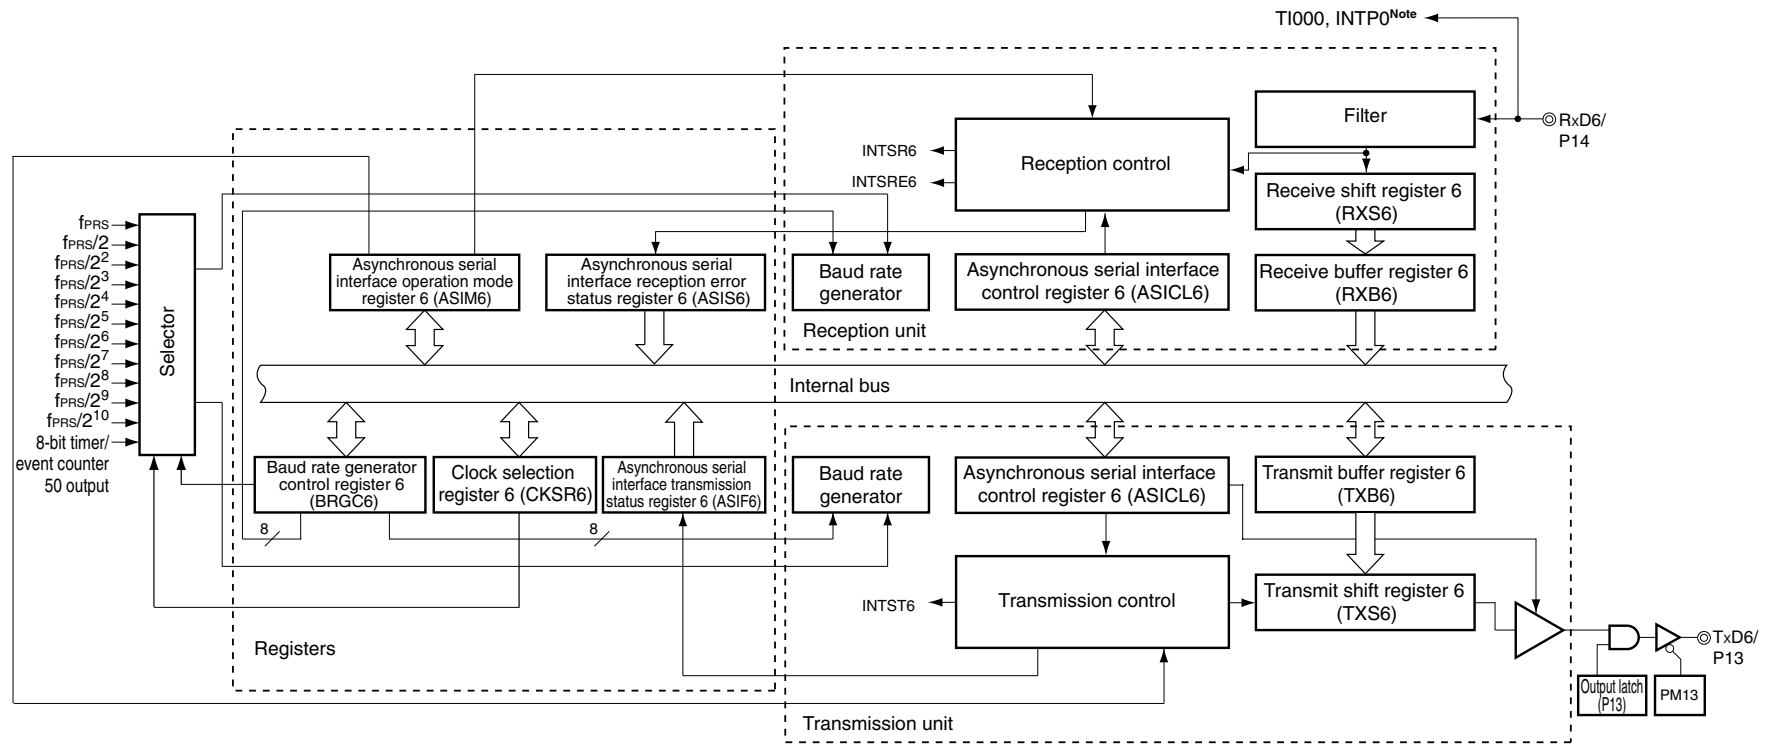 TI000, INTP0Note
Filter
RxD6/
P14
Reception control
INTSR6
INTSRE6
Receive shift register 6
(RXS6)
fPRS
fPRS/2
fPRS/2²
fPRS/2³
fPRS/2⁴
fPRS/2⁵
fPRS/2⁶
fPRS/2⁷
fPRS/2⁸
fPRS/2⁹
fPRS/2¹⁰
8-bit timer/
event counter
50 output
Selector
Asynchronous serial
interface operation mode
register 6 (ASIM6)
Asynchronous serial
interface reception error
status register 6 (ASIS6)
Baud rate
generator
Asynchronous serial interface
control register 6 (ASICL6)
Receive buffer register 6
(RXB6)
Reception unit
Internal bus
Baud rate generator
control register 6
(BRGC6)
Clock selection
register 6 (CKSR6)
Asynchronous serial
interface transmission
status register 6 (ASIF6)
Baud rate
generator
Asynchronous serial interface
control register 6 (ASICL6)
Transmit buffer register 6
(TXB6)
8
8
INTST6
Transmission control
Transmit shift register 6
(TXS6)
Registers
TxD6/
P13
Output latch
(P13)
PM13
Transmission unit